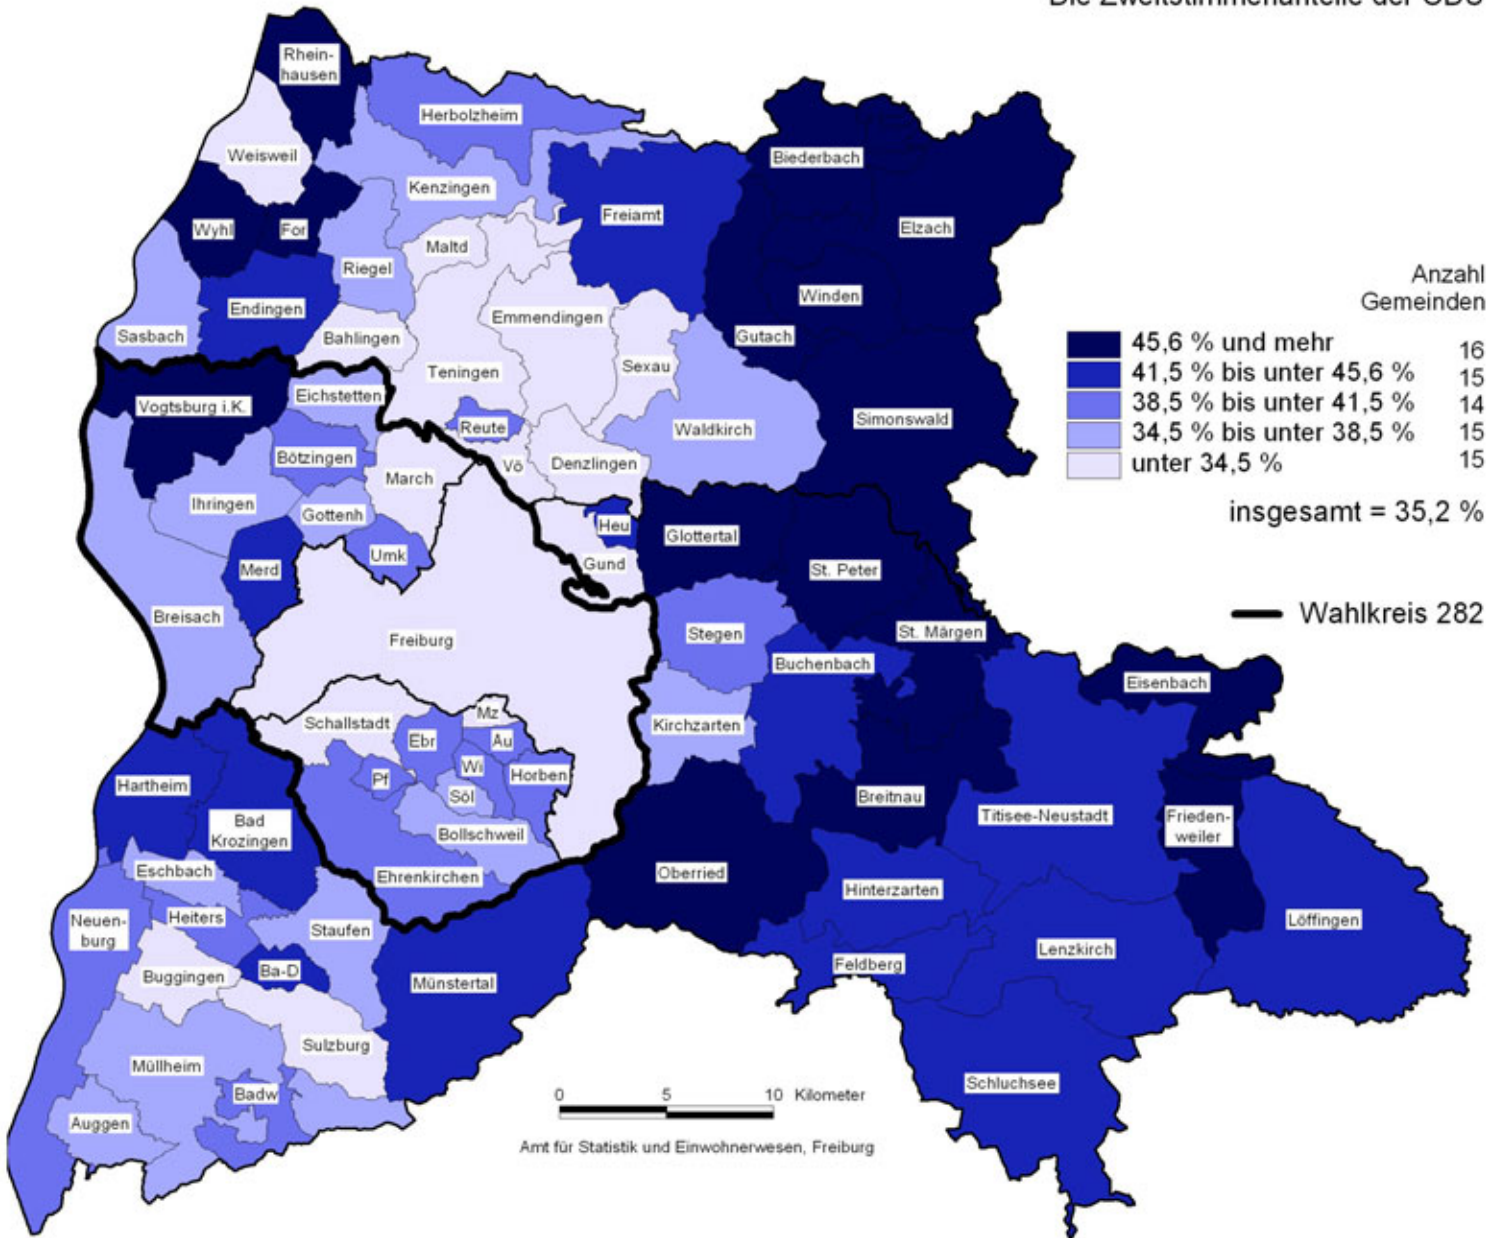 Die Zweitstimmenanteile der CDU
Rhein-
hausen
Herbolzheim
Weisweil
Biederbach
Kenzingen
Freiamt
Wyhl
For
Elzach
Maltd
Riegel
Endingen
Winden
Emmendingen
Sasbach
Bahlingen
Gutach
Sexau
Teningen
Eichstetten
Vogtsburg i.K.
Simonswald
Reute
Waldkirch
Bötzingen
Vö
Denzlingen
March
Ihringen
Gottenh
Heu
Glottertal
Umk
Gund
Merd
St. Peter
Breisach
Freiburg
Stegen
St. Märgen
Buchenbach
Eisenbach
Schallstadt
Mz
Kirchzarten
Ebr
Au
Wi
Pf
Horben
Hartheim
Söl
Breitnau
Titisee-Neustadt
Frieden-
weiler
Bad
Krozingen
Bollschweil
Eschbach
Ehrenkirchen
Oberried
Hinterzarten
Heiters
Neuen-
burg
Staufen
Löffingen
Lenzkirch
Feldberg
Ba-D
Buggingen
Münstertal
Sulzburg
Müllheim
Schluchsee
Badw
Auggen
Anzahl
Gemeinden
45,6 % und mehr 16
41,5 % bis unter 45,6 % 15
38,5 % bis unter 41,5 % 14
34,5 % bis unter 38,5 % 15
unter 34,5 % 15
insgesamt = 35,2 %
Wahlkreis 282
0 5 10 Kilometer
Amt für Statistik und Einwohnerwesen, Freiburg